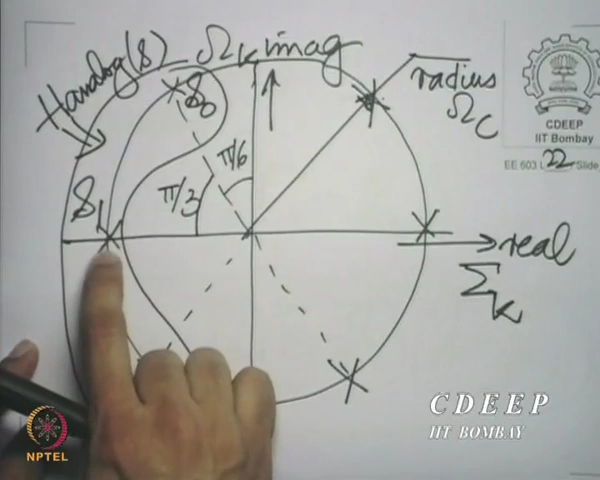 Hanalog(s)
Ωk imag
radius
Ωc
CDEEP
IIT Bombay
EE 603 L 22 Slide
s0
π/6
π/3
s1
real
Σk
CDEEP
IIT BOMBAY
NPTEL